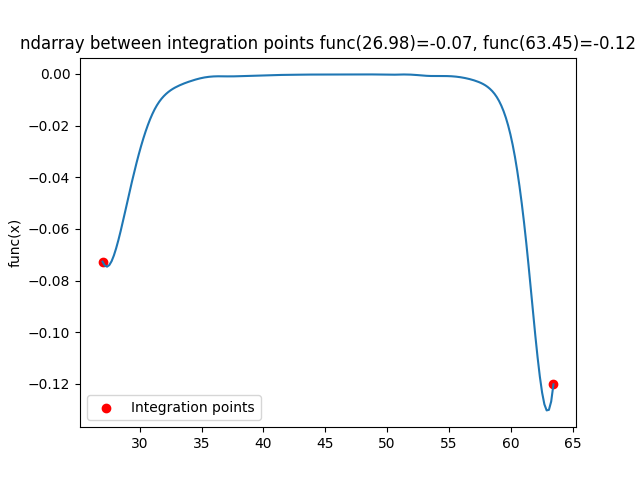 ndarray between integration points func(26.98)=-0.07, func(63.45)=-0.12
0.00
−0.02
−0.04
−0.06
−0.08
−0.10
−0.12
func(x)
Integration points
30 35 40 45 50 55 60 65